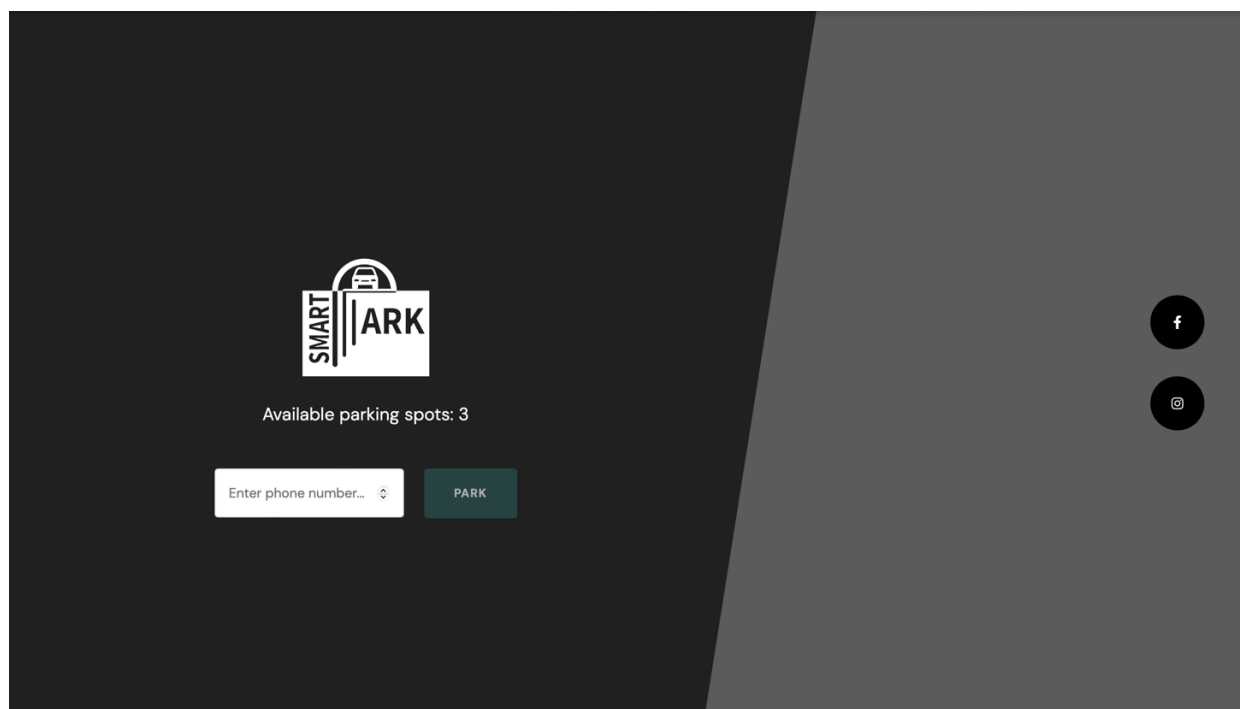 SMART
ARK
Available parking spots: 3
Enter phone number...
PARK